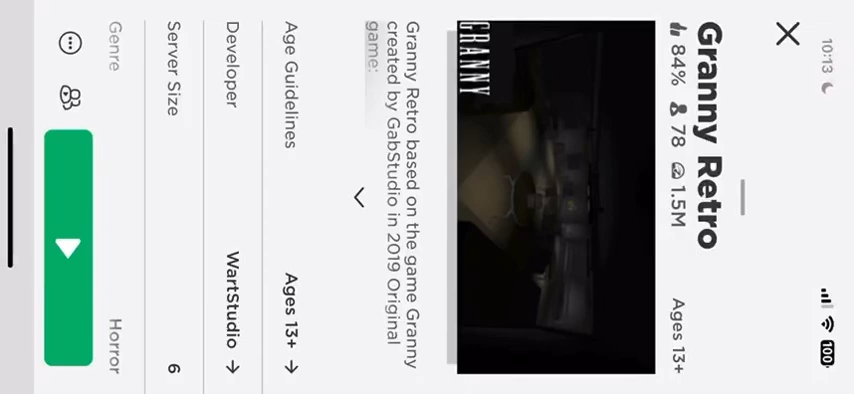 10:13
100
Granny Retro
84% 78 1.5M Ages 13+
GRANNY
Granny Retro based on the game Granny
created by GabStudio in 2019 Original
game:
Age Guidelines Ages 13+ →
Developer WartStudio →
Server Size 6
Genre Horror